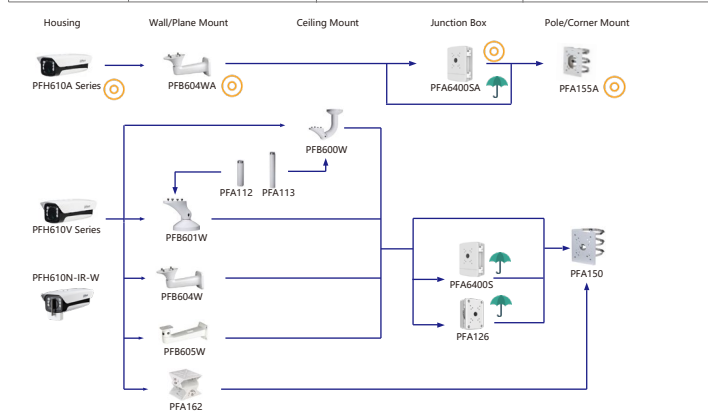 Housing
Wall/Plane Mount
Ceiling Mount
Junction Box
Pole/Corner Mount
PFH610A Series
PFB604WA
PFA6400SA
PFA155A
PFB600W
PFA112
PFA113
PFH610V Series
PFB601W
PFA150
PFH610N-IR-W
PFB604W
PFA6400S
PFA126
PFB605W
PFA162